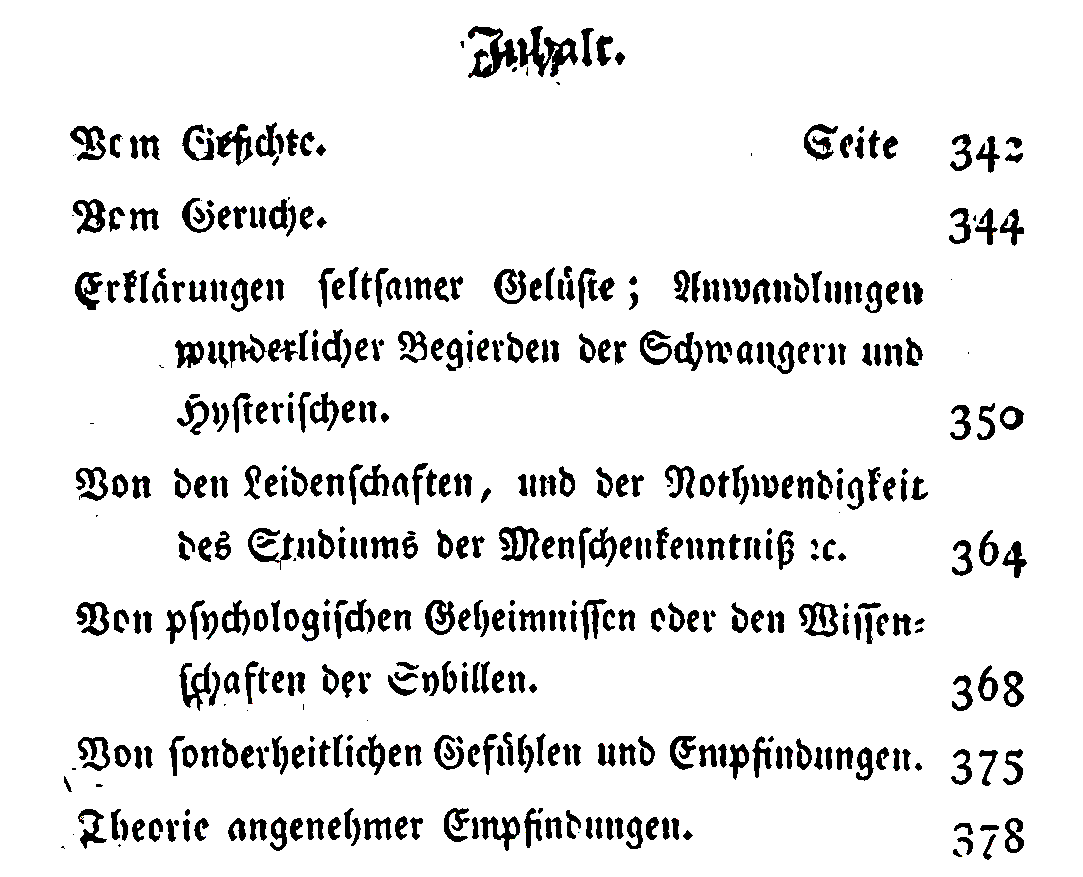 Inhalt.
Vom Gesichte. Seite 342
Vom Geruche. 344
Erklärungen seltsamer Gelüste; Anwandlungen
wunderlicher Begierden der Schwangern und
Hysterischen. 350
Von den Leidenschaften, und der Nothwendigkeit
des Studiums der Menschenkenntniß ꝛc. 364
Von psychologischen Geheimnissen oder den Wissen-
schaften der Sybillen. 368
Von sonderheitlichen Gefühlen und Empfindungen. 375
Theorie angenehmer Empfindungen. 378